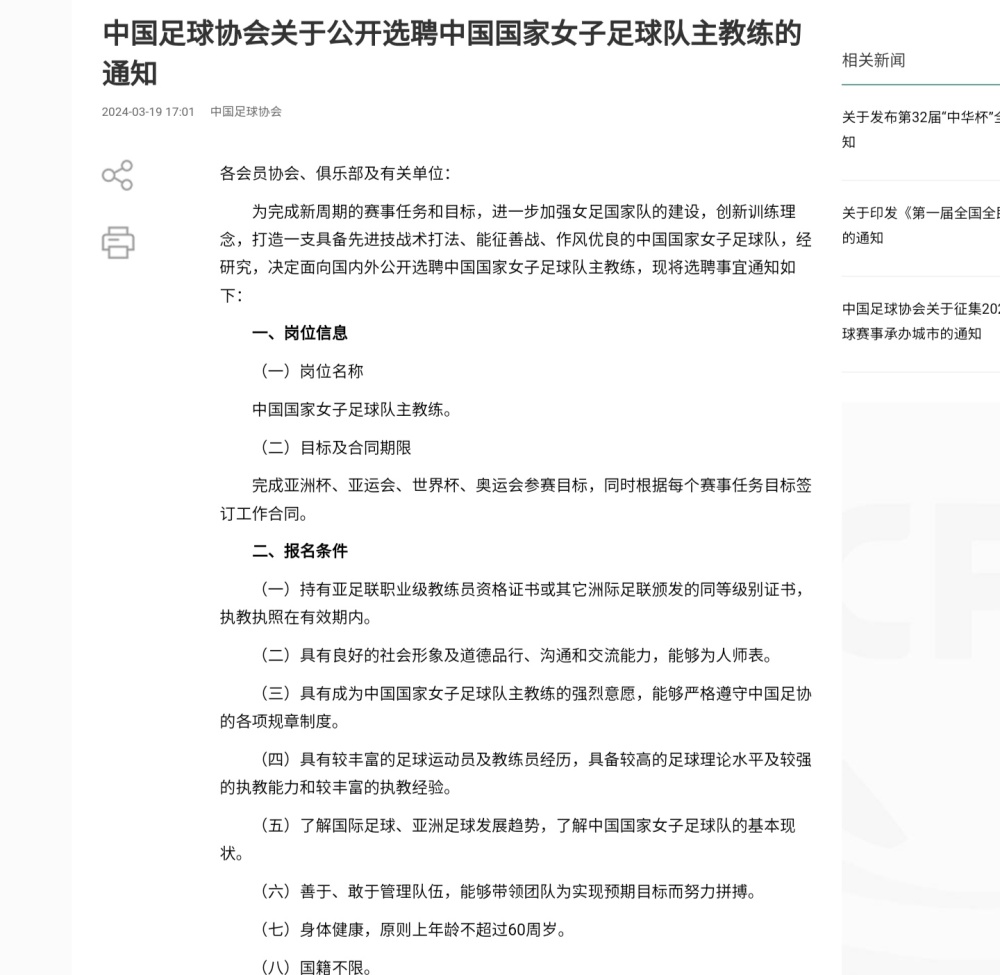 中国足球协会关于公开选聘中国国家女子足球队主教练的
通知
2024-03-19 17:01 中国足球协会
各会员协会、俱乐部及有关单位：
为完成新周期的赛事任务和目标，进一步加强女足国家队的建设，创新训练理
念，打造一支具备先进技战术打法、能征善战、作风优良的中国国家女子足球队，经
研究，决定面向国内外公开选聘中国国家女子足球队主教练，现将选聘事宜通知如
下：
一、岗位信息
（一）岗位名称
中国国家女子足球队主教练。
（二）目标及合同期限
完成亚洲杯、亚运会、世界杯、奥运会参赛目标，同时根据每个赛事任务目标签
订工作合同。
二、报名条件
（一）持有亚足联职业级教练员资格证书或其它洲际足联颁发的同等级别证书，
执教执照在有效期内。
（二）具有良好的社会形象及道德品行、沟通和交流能力，能够为人师表。
（三）具有成为中国国家女子足球队主教练的强烈意愿，能够严格遵守中国足协
的各项规章制度。
（四）具有较丰富的足球运动员及教练员经历，具备较高的足球理论水平及较强
的执教能力和较丰富的执教经验。
（五）了解国际足球、亚洲足球发展趋势，了解中国国家女子足球队的基本现
状。
（六）善于、敢于管理队伍，能够带领团队为实现预期目标而努力拼搏。
（七）身体健康，原则上年龄不超过60周岁。
（八）国籍不限。
相关新闻
关于发布第32届“中华杯”全
知
关于印发《第一届全国全民
的通知
中国足球协会关于征集202
球赛事承办城市的通知
CF